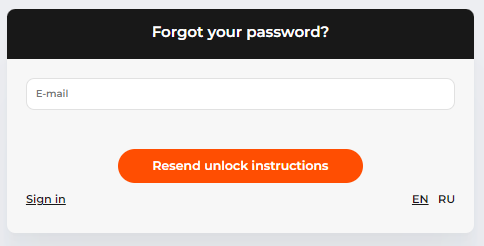 Forgot your password?
E-mail
Resend unlock instructions
Sign in EN RU